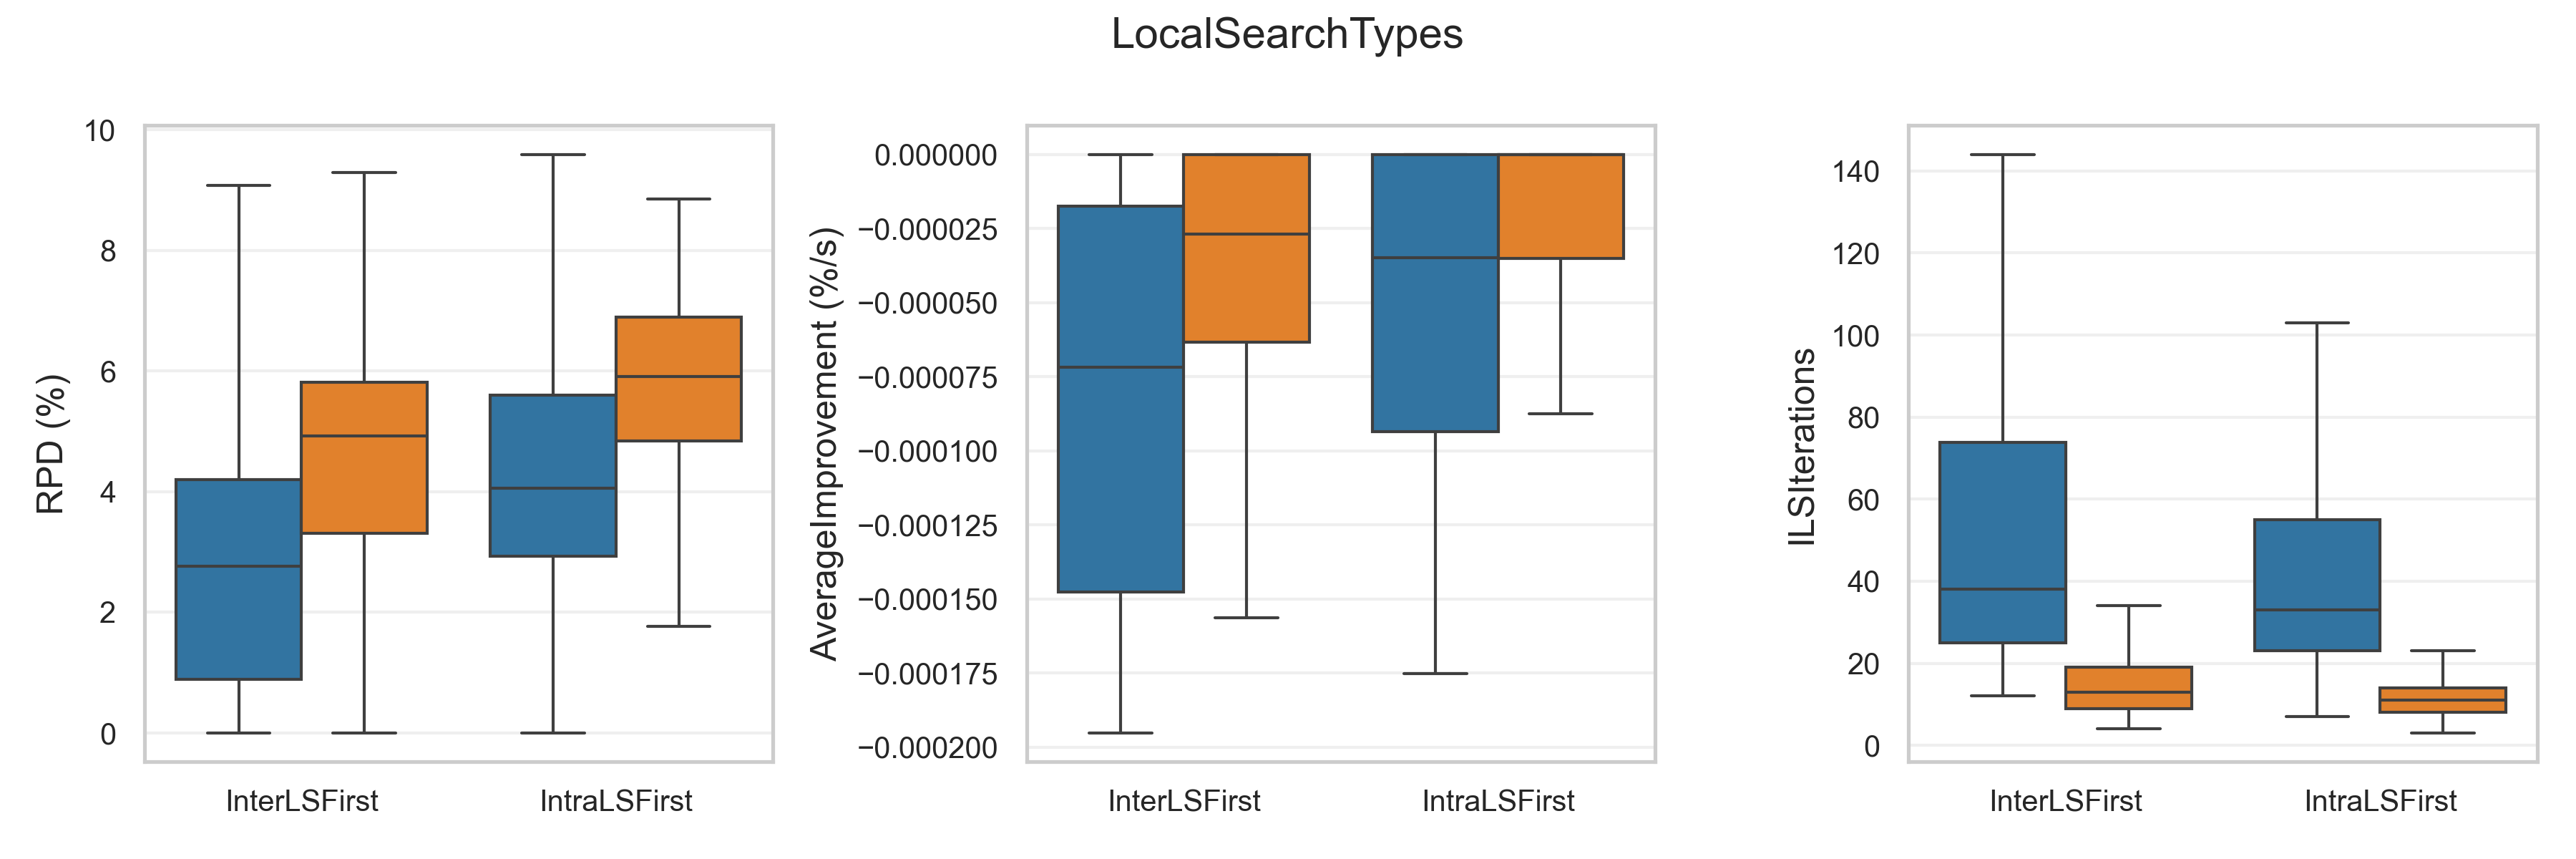 LocalSearchTypes
RPD (%)
10
8
6
4
2
0
InterLSFirst
IntraLSFirst
AverageImprovement (%/s)
0.000000
−0.000025
−0.000050
−0.000075
−0.000100
−0.000125
−0.000150
−0.000175
−0.000200
InterLSFirst
IntraLSFirst
ILSIterations
140
120
100
80
60
40
20
0
InterLSFirst
IntraLSFirst